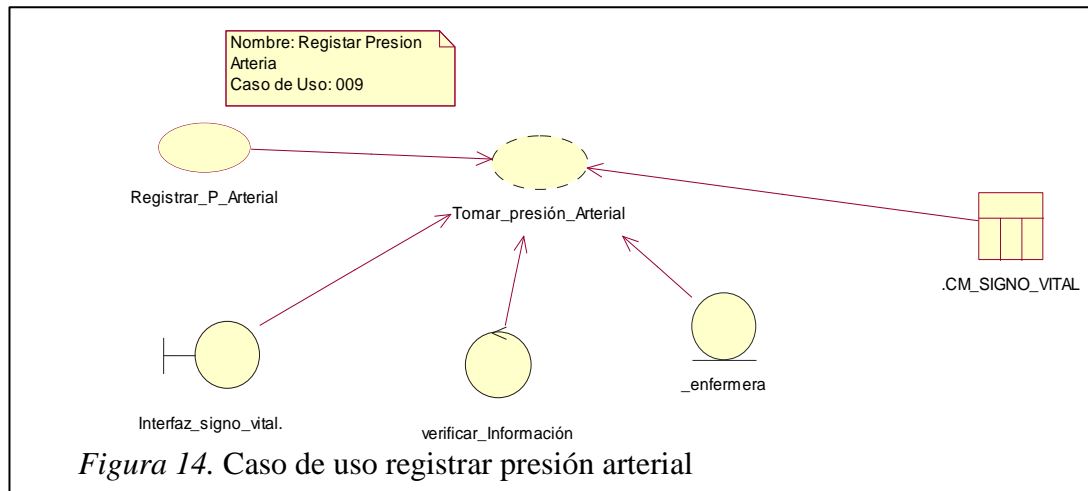 Nombre: Registar Presion
Arteria
Caso de Uso: 009
Registrar_P_Arterial
Tomar_presión_Arterial
.CM_SIGNO_VITAL
Interfaz_signo_vital.
verificar_Información
_enfermera
Figura 14. Caso de uso registrar presión arterial